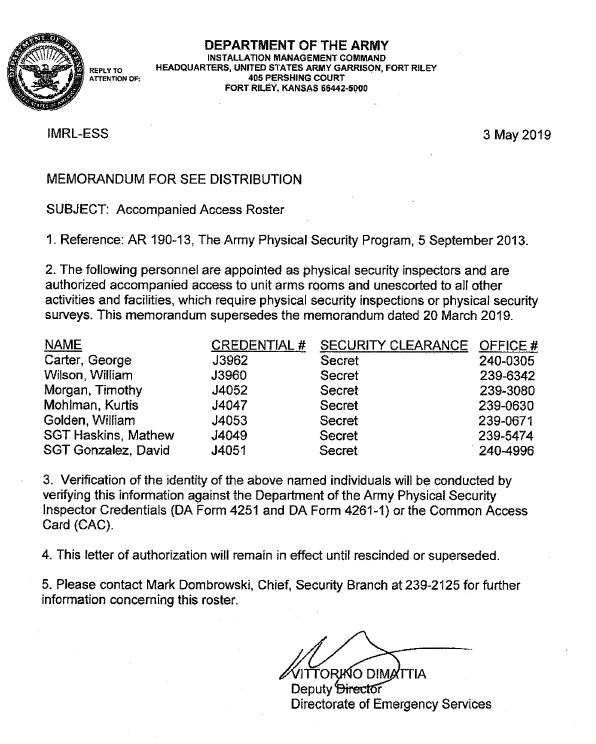 DEPARTMENT OF THE ARMY
INSTALLATION MANAGEMENT COMMAND
HEADQUARTERS, UNITED STATES ARMY GARRISON, FORT RILEY
405 PERSHING COURT
FORT RILEY, KANSAS 66442-5000
REPLY TO
ATTENTION OF:
IMRL-ESS 3 May 2019
MEMORANDUM FOR SEE DISTRIBUTION
SUBJECT: Accompanied Access Roster
1. Reference: AR 190-13, The Army Physical Security Program, 5 September 2013.
2. The following personnel are appointed as physical security inspectors and are
authorized accompanied access to unit arms rooms and unescorted to all other
activities and facilities, which require physical security inspections or physical security
surveys. This memorandum supersedes the memorandum dated 20 March 2019.
NAME CREDENTIAL # SECURITY CLEARANCE OFFICE #
Carter, George J3962 Secret 240-0305
Wilson, William J3960 Secret 239-6342
Morgan, Timothy J4052 Secret 239-3080
Mohlman, Kurtis J4047 Secret 239-0630
Golden, William J4053 Secret 239-0671
SGT Haskins, Mathew J4049 Secret 239-5474
SGT Gonzalez, David J4051 Secret 240-4996
3. Verification of the identity of the above named individuals will be conducted by
verifying this information against the Department of the Army Physical Security
Inspector Credentials (DA Form 4251 and DA Form 4261-1) or the Common Access
Card (CAC).
4. This letter of authorization will remain in effect until rescinded or superseded.
5. Please contact Mark Dombrowski, Chief, Security Branch at 239-2125 for further
information concerning this roster.
VITTORINO DIMATTIA
Deputy Director
Directorate of Emergency Services